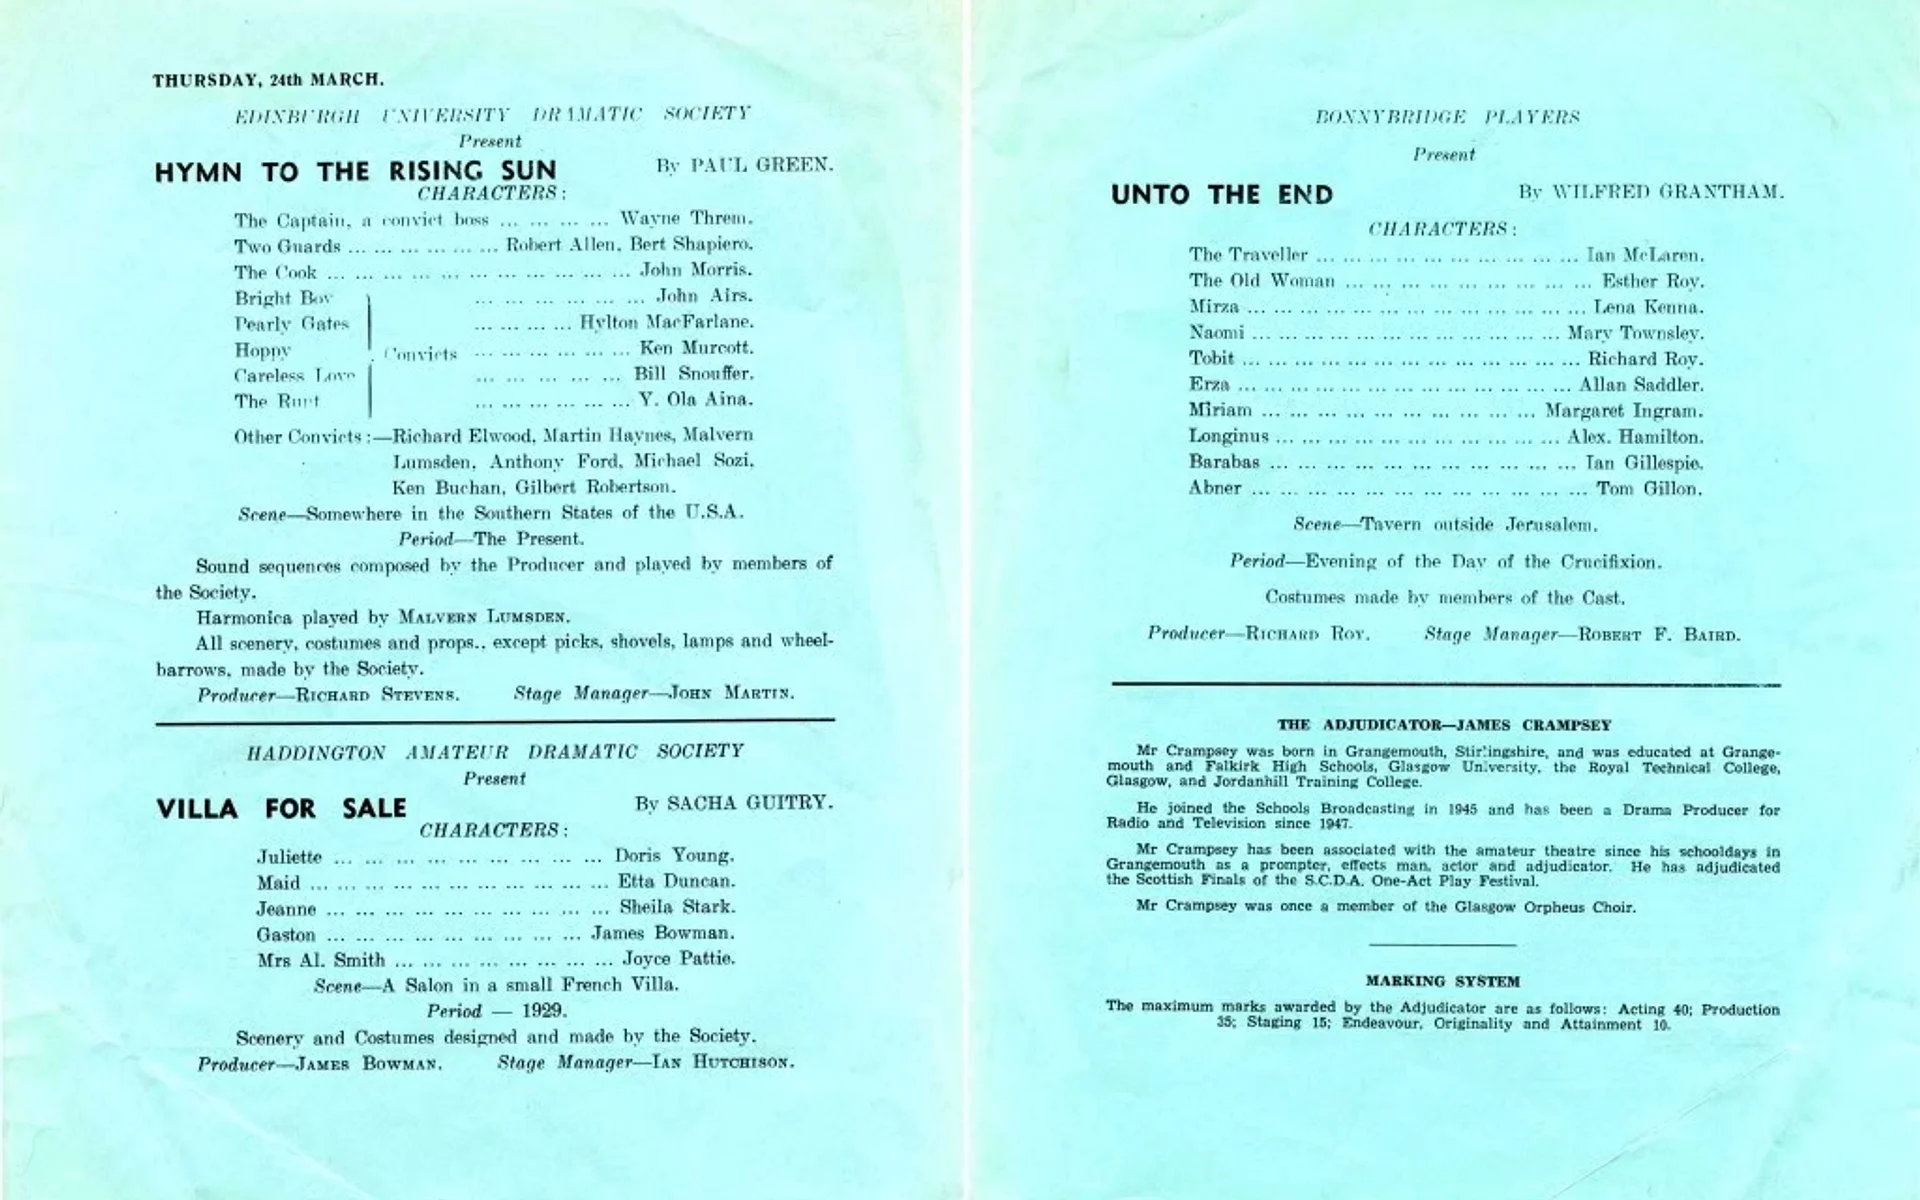 THURSDAY, 24th MARCH.
EDINBURGH UNIVERSITY DRAMATIC SOCIETY
Present
HYMN TO THE RISING SUN By PAUL GREEN.
CHARACTERS:
The Captain, a convict boss ... ... ... ... Wayne Threm.
Two Guards ... ... ... ... ... ... Robert Allen, Bert Shapiero.
The Cook ... ... ... ... ... ... ... ... ... ... ... John Morris.
Bright Boy ... ... ... ... ... ... John Airs.
Pearly Gates ... ... ... ... Hylton MacFarlane.
Hoppy Convicts ... ... ... ... ... ... Ken Murcott.
Careless Love ... ... ... ... ... Bill Snouffer.
The Runt ... ... ... ... ... ... Y. Ola Aina.
Other Convicts:—Richard Elwood, Martin Haynes, Malvern
Lumsden, Anthony Ford, Michael Sozi,
Ken Buchan, Gilbert Robertson.
Scene—Somewhere in the Southern States of the U.S.A.
Period—The Present.
Sound sequences composed by the Producer and played by members of
the Society.
Harmonica played by MALVERN LUMSDEN.
All scenery, costumes and props., except picks, shovels, lamps and wheel-
barrows, made by the Society.
Producer—RICHARD STEVENS. Stage Manager—JOHN MARTIN.
HADDINGTON AMATEUR DRAMATIC SOCIETY
Present
VILLA FOR SALE By SACHA GUITRY.
CHARACTERS:
Juliette ... ... ... ... ... ... ... ... ... ... Doris Young.
Maid ... ... ... ... ... ... ... ... ... ... ... Etta Duncan.
Jeanne ... ... ... ... ... ... ... ... ... ... Sheila Stark.
Gaston ... ... ... ... ... ... ... ... ... James Bowman.
Mrs Al. Smith ... ... ... ... ... ... ... ... Joyce Pattie.
Scene—A Salon in a small French Villa.
Period — 1929.
Scenery and Costumes designed and made by the Society.
Producer—JAMES BOWMAN. Stage Manager—IAN HUTCHISON.
BONNYBRIDGE PLAYERS
Present
UNTO THE END By WILFRED GRANTHAM.
CHARACTERS:
The Traveller ... ... ... ... ... ... ... ... ... ... Ian McLaren.
The Old Woman ... ... ... ... ... ... ... ... ... Esther Roy.
Mirza ... ... ... ... ... ... ... ... ... ... ... ... ... Lena Kenna.
Naomi ... ... ... ... ... ... ... ... ... ... ... ... Mary Townsley.
Tobit ... ... ... ... ... ... ... ... ... ... ... ... ... Richard Roy.
Erza ... ... ... ... ... ... ... ... ... ... ... ... ... Allan Saddler.
Miriam ... ... ... ... ... ... ... ... ... ... ... Margaret Ingram.
Longinus ... ... ... ... ... ... ... ... ... ... ... Alex. Hamilton.
Barabas ... ... ... ... ... ... ... ... ... ... ... ... Ian Gillespie.
Abner ... ... ... ... ... ... ... ... ... ... ... ... Tom Gillon.
Scene—Tavern outside Jerusalem.
Period—Evening of the Day of the Crucifixion.
Costumes made by members of the Cast.
Producer—RICHARD ROY. Stage Manager—ROBERT F. BAIRD.
THE ADJUDICATOR—JAMES CRAMPSEY
Mr Crampsey was born in Grangemouth, Stirlingshire, and was educated at Grange-
mouth and Falkirk High Schools, Glasgow University, the Royal Technical College,
Glasgow, and Jordanhill Training College.
He joined the Schools Broadcasting in 1945 and has been a Drama Producer for
Radio and Television since 1947.
Mr Crampsey has been associated with the amateur theatre since his schooldays in
Grangemouth as a prompter, effects man, actor and adjudicator. He has adjudicated
the Scottish Finals of the S.C.D.A. One-Act Play Festival.
Mr Crampsey was once a member of the Glasgow Orpheus Choir.
MARKING SYSTEM
The maximum marks awarded by the Adjudicator are as follows: Acting 40; Production
35; Staging 15; Endeavour, Originality and Attainment 10.